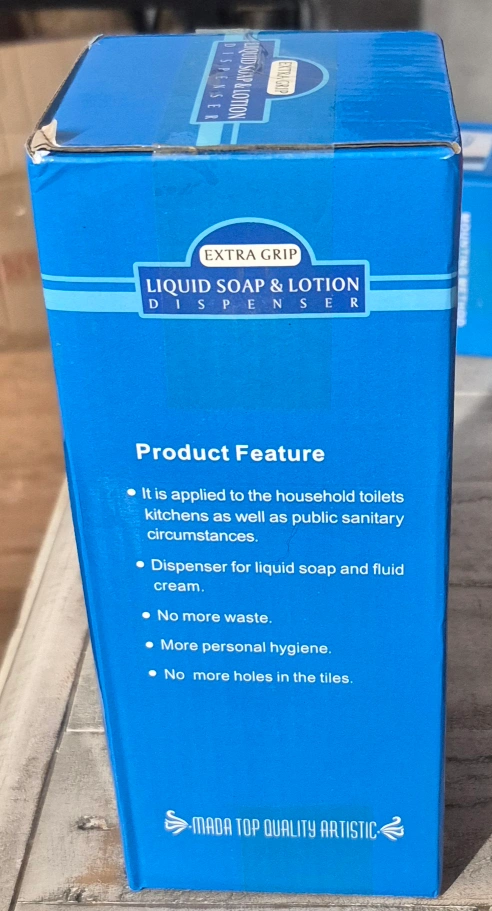 EXTRA GRIP
LIQUID SOAP & LOTION
DISPENSER
EXTRA GRIP
LIQUID SOAP & LOTION
DISPENSER
Product Feature
• It is applied to the household toilets
kitchens as well as public sanitary
circumstances.
• Dispenser for liquid soap and fluid
cream.
• No more waste.
• More personal hygiene.
• No more holes in the tiles.
MADA TOP QUALITY ARTISTIC
MOUNTING